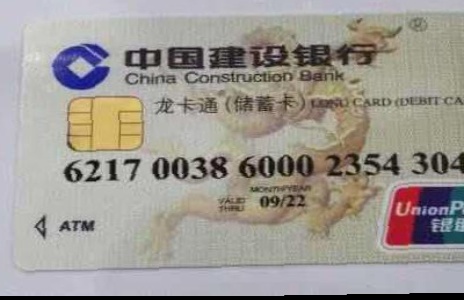 ®
中国建设银行
China Construction Bank
龙卡通(储蓄卡) LONG CARD (DEBIT CA
6217 0038 6000 2354 304
MONTH/YEAR
VALID THRU 09/22
ATM
UnionP
银